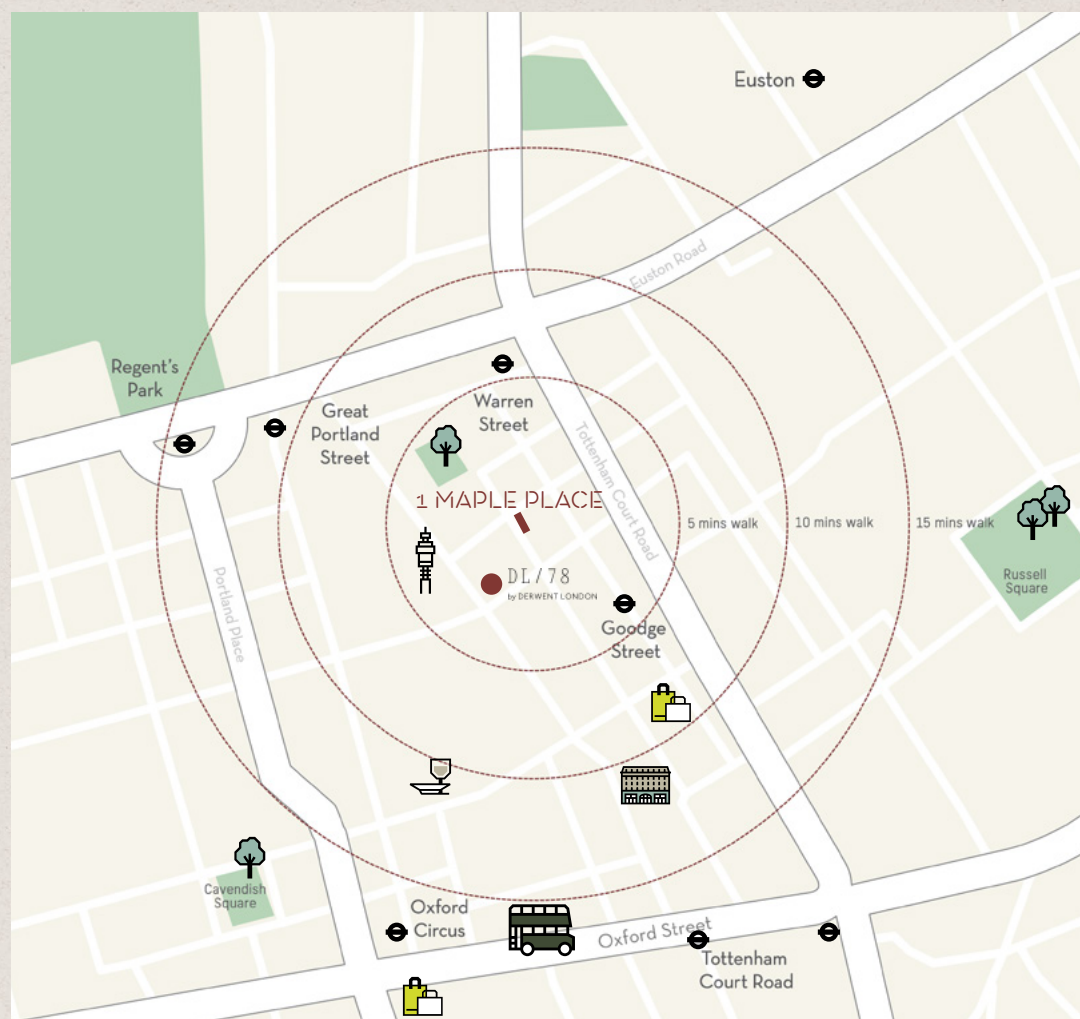 Euston
Euston Road
Regent's
Park
Great
Portland
Street
Warren
Street
Tottenham Court Road
1 MAPLE PLACE
5 mins walk
10 mins walk
15 mins walk
DL/78
by DERWENT LONDON
Russell
Square
Portland Place
Goodge
Street
Cavendish
Square
Oxford
Circus
Oxford Street
Tottenham
Court Road